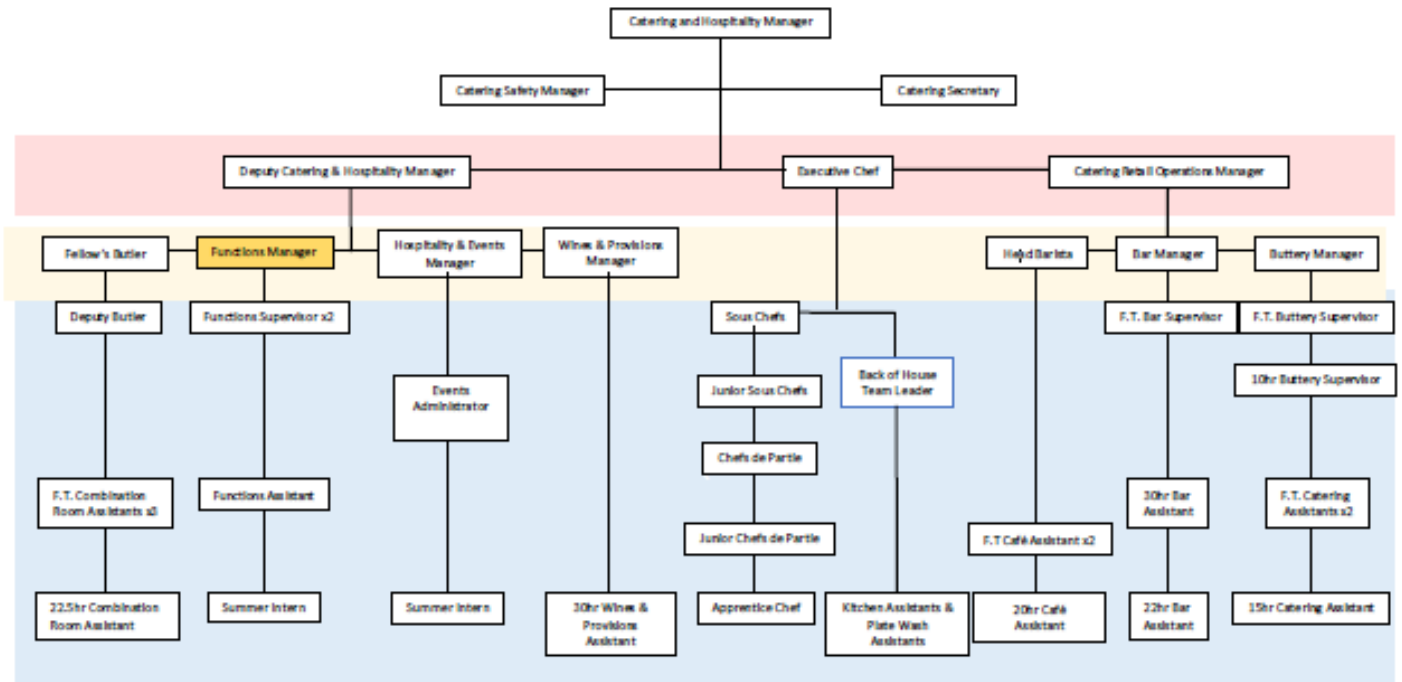 Catering and Hospitality Manager
Catering Safety Manager
Catering Secretary
Deputy Catering & Hospitality Manager
Executive Chef
Catering Retail Operations Manager
Fellow's Butler
Functions Manager
Hospitality & Events
Manager
Wines & Provisions
Manager
Head Barista
Bar Manager
Buttery Manager
Deputy Butler
Functions Supervisor x2
Sous Chefs
F.T. Bar Supervisor
F.T. Buttery Supervisor
Back of House
Team Leader
10hr Buttery Supervisor
Events
Administrator
Junior Sous Chefs
Chefs de Partie
F.T. Combination
Room Assistants x3
Functions Assistant
30hr Bar
Assistant
F.T. Catering
Assistants x2
Junior Chefs de Partie
F.T Café Assistant x2
22.5hr Combination
Room Assistant
Summer Intern
Summer Intern
30hr Wines &
Provisions
Assistant
Apprentice Chef
Kitchen Assistants &
Plate Wash
Assistants
20hr Café
Assistant
22hr Bar
Assistant
15hr Catering Assistant